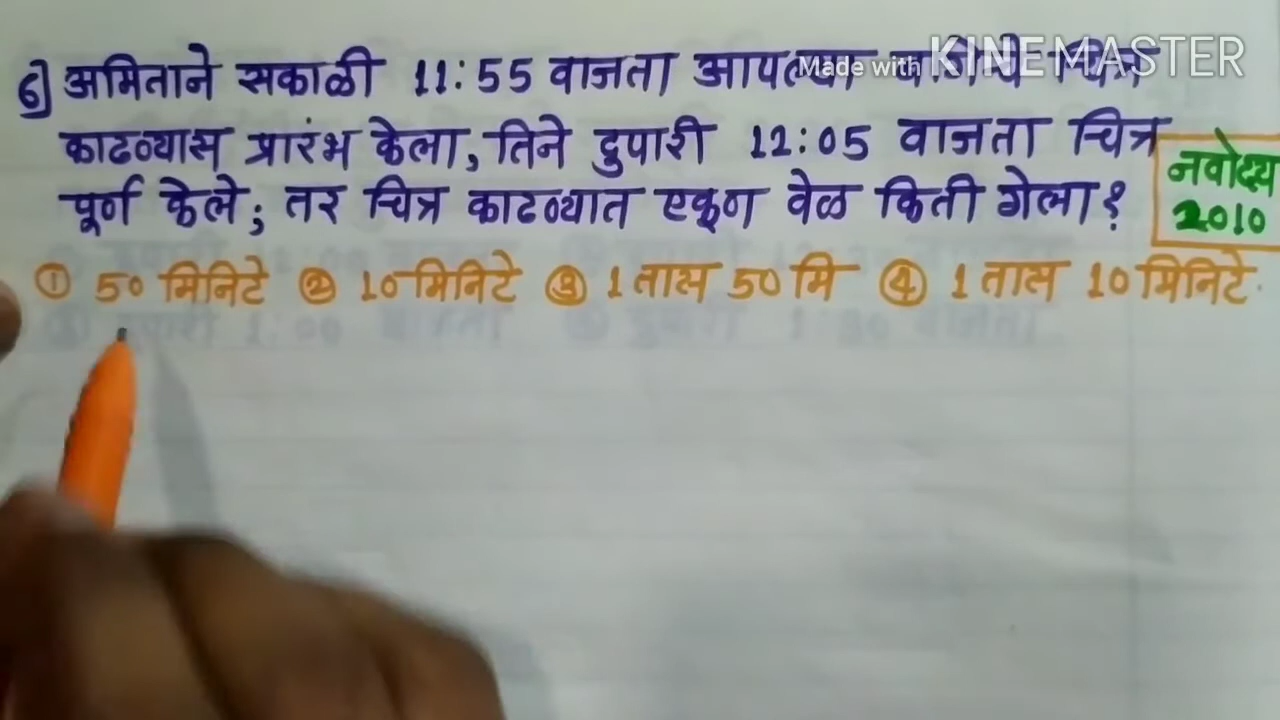 6] अमिताने सकाळी 11:55 वाजता आपल्या चित्र
Made with KINEMASTER
काढण्यास प्रारंभ केला, तिने दुपारी 12:05 वाजता चित्र
पूर्ण केले; तर चित्र काढण्यात एकूण वेळ किती गेला?
नवोदय
2010
① 50 मिनिटे ② 10 मिनिटे ③ 1 तास 50 मि ④ 1 तास 10 मिनिटे.